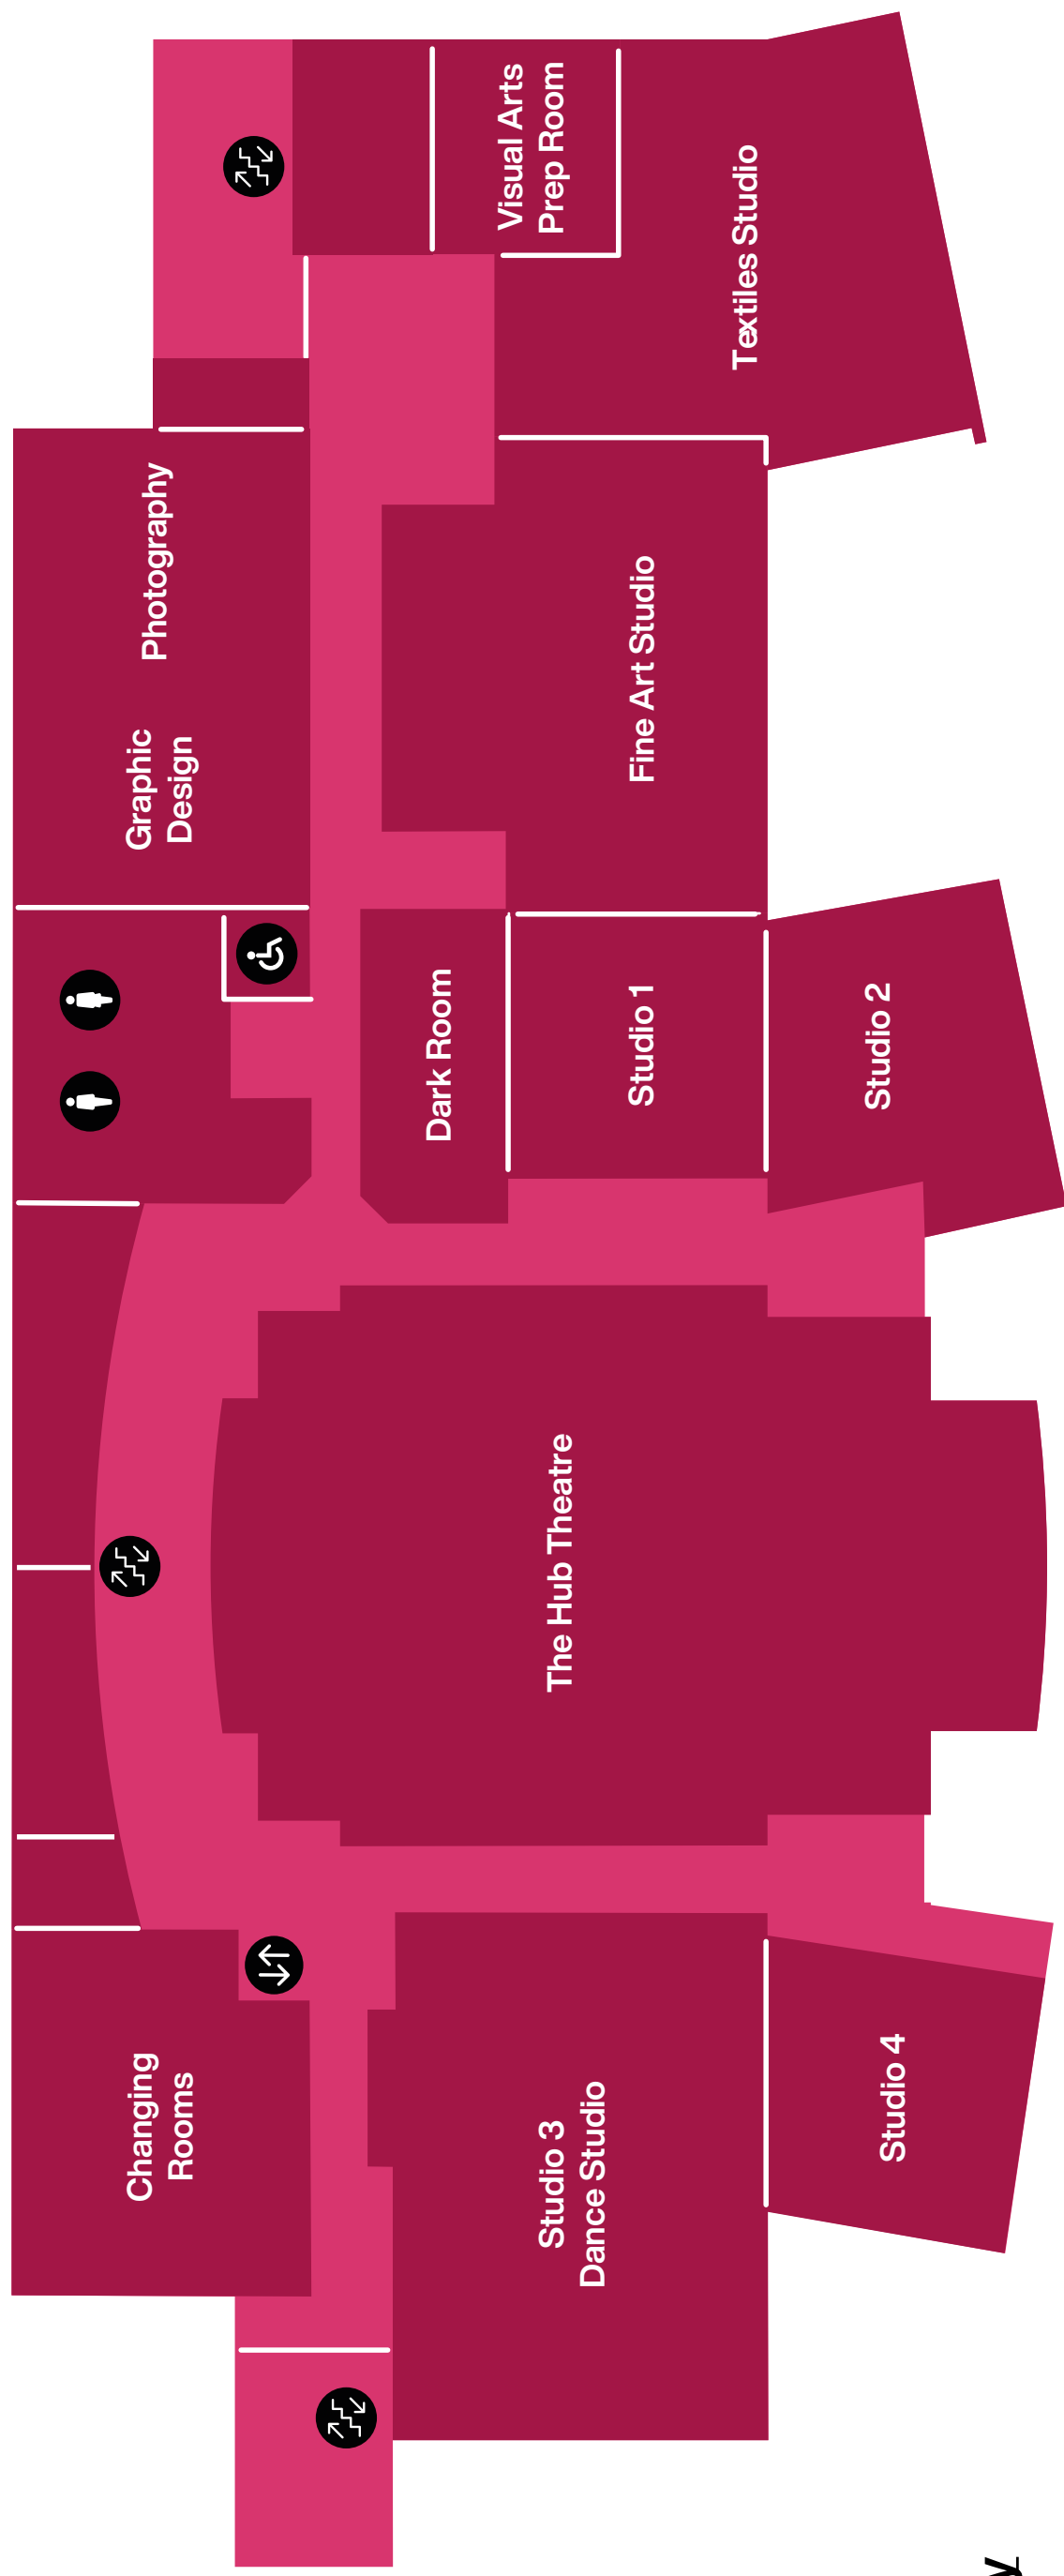 Changing
Rooms
Graphic
Design
Photography
Dark Room
The Hub Theatre
Studio 3
Dance Studio
Studio 1
Fine Art Studio
Visual Arts
Prep Room
Textiles Studio
Studio 4
Studio 2
y